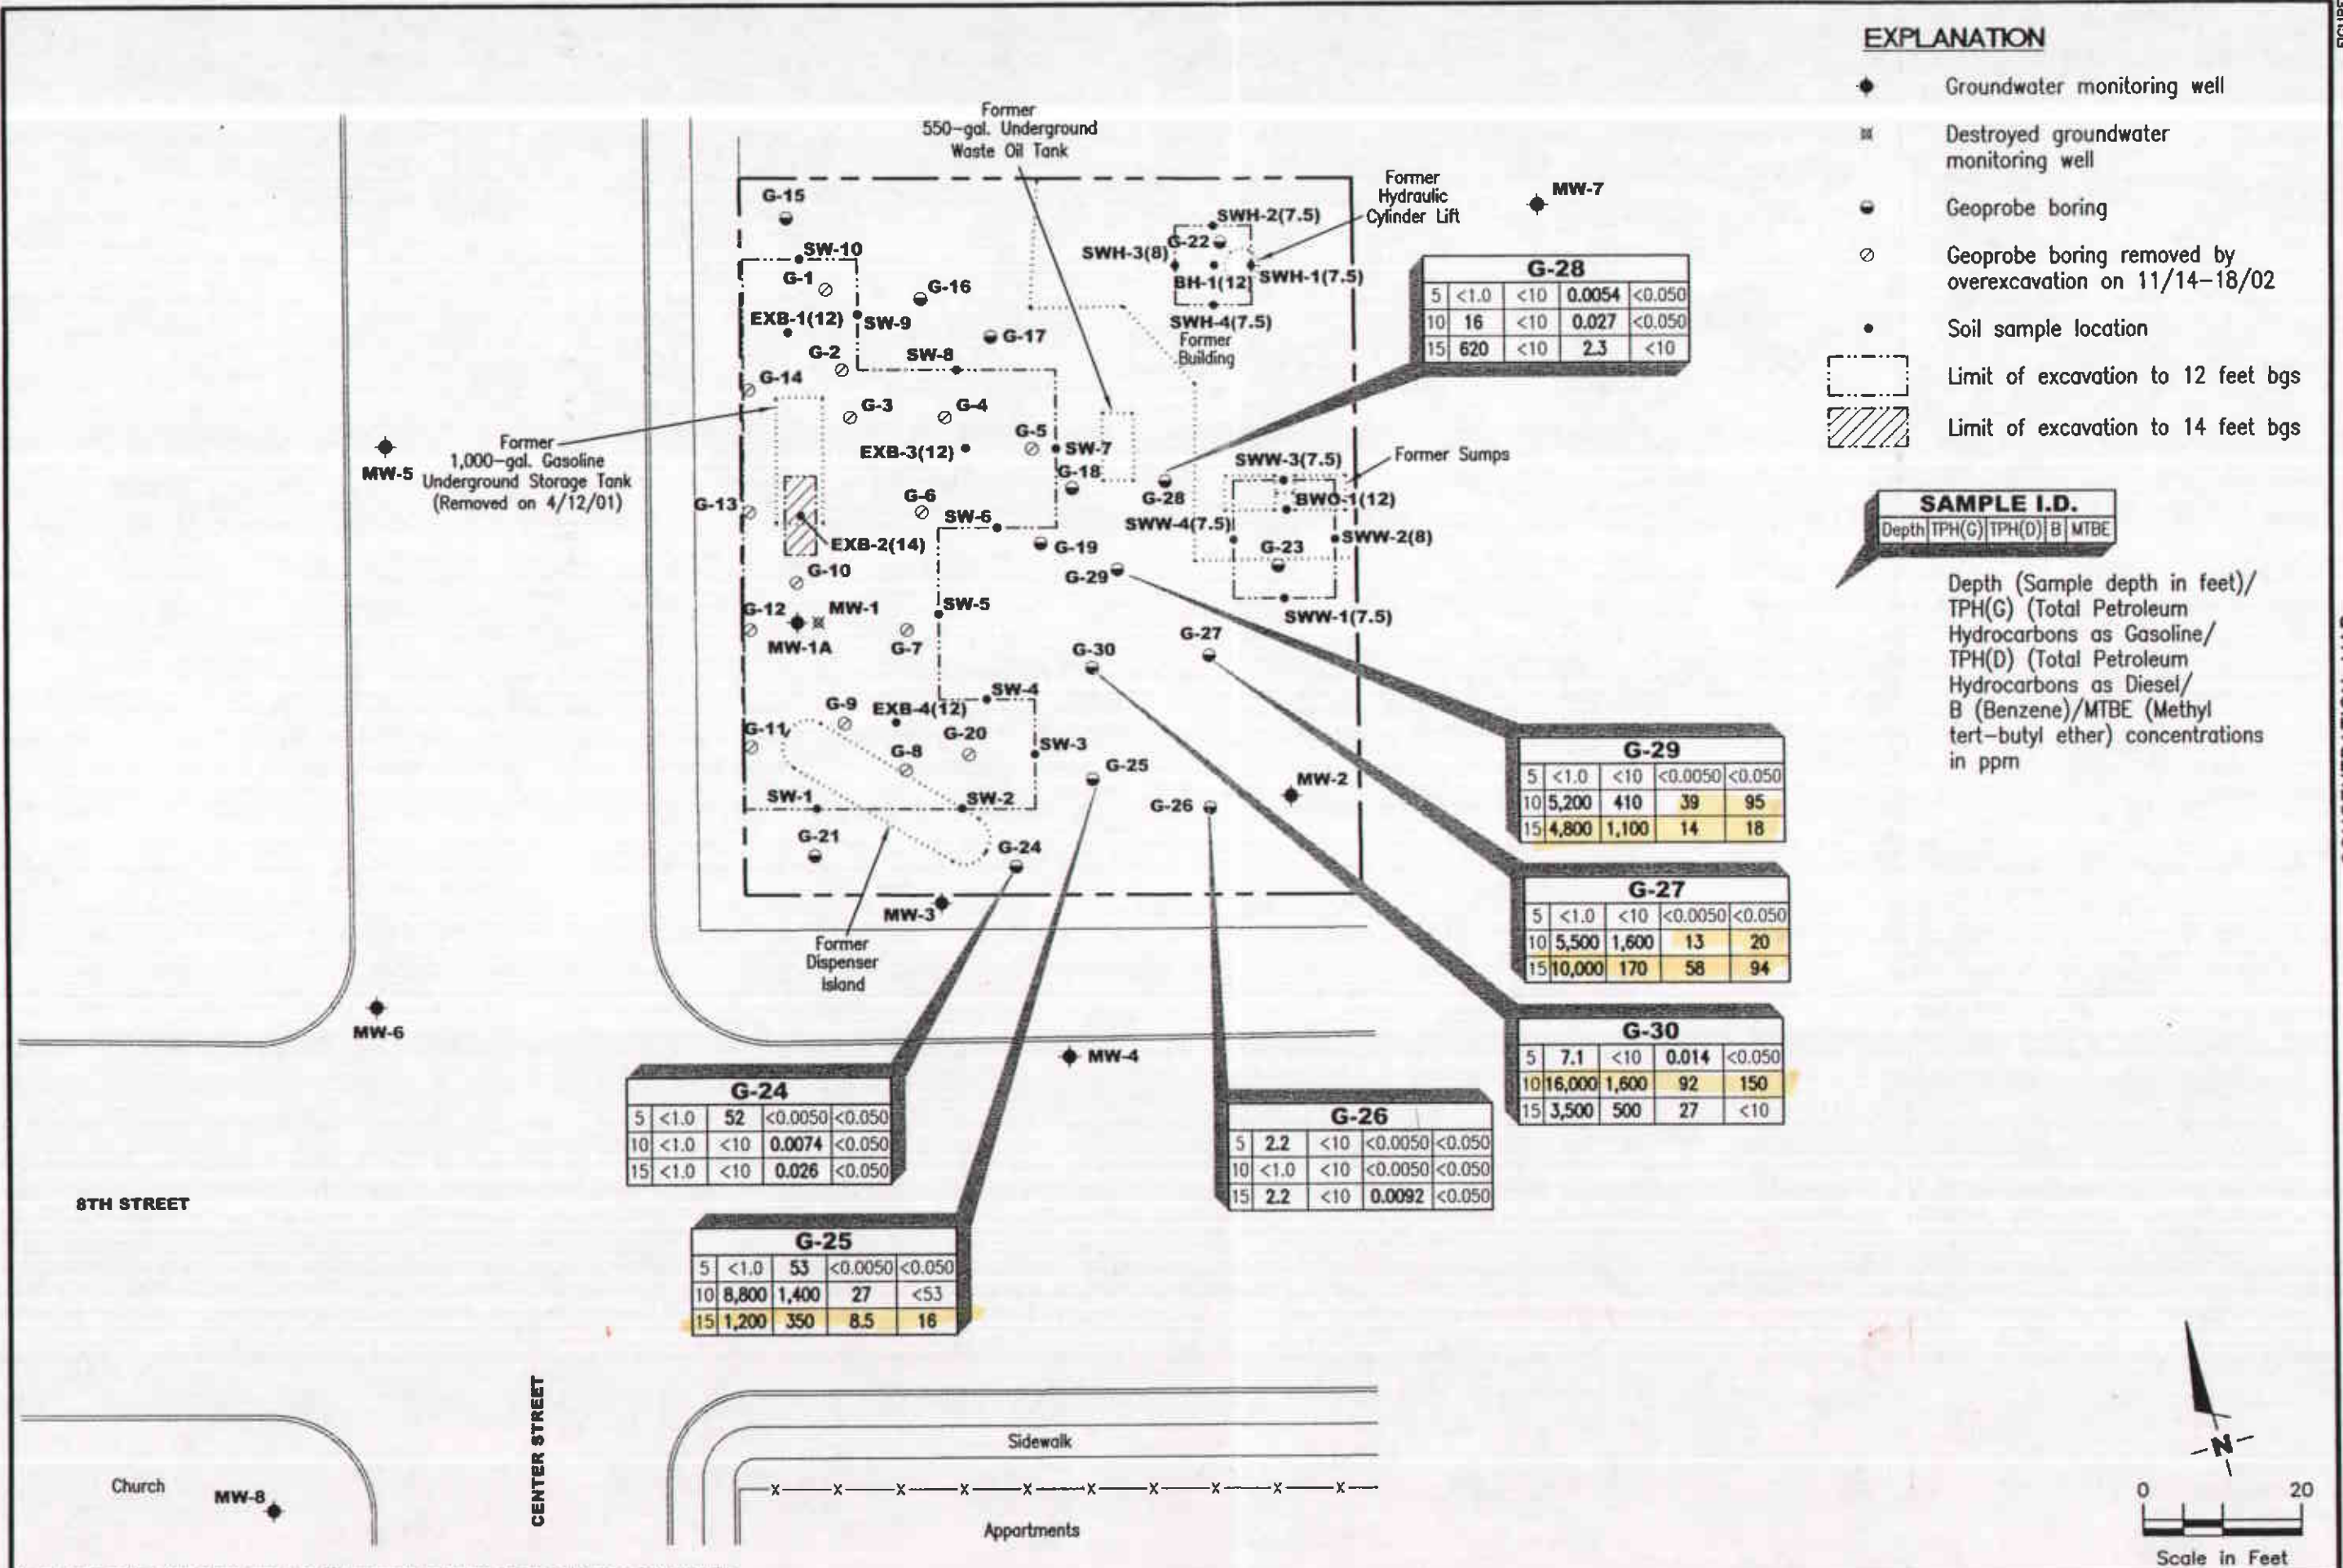 EXPLANATION
Groundwater monitoring well
Destroyed groundwater
monitoring well
Geoprobe boring
Geoprobe boring removed by
overexcavation on 11/14-18/02
Soil sample location
Limit of excavation to 12 feet bgs
Limit of excavation to 14 feet bgs
SAMPLE I.D.
Depth TPH(G) TPH(D) B MTBE
Depth (Sample depth in feet)/
TPH(G) (Total Petroleum
Hydrocarbons as Gasoline/
TPH(D) (Total Petroleum
Hydrocarbons as Diesel/
B (Benzene)/MTBE (Methyl
tert-butyl ether) concentrations
in ppm
Former
550-gal. Underground
Waste Oil Tank
Former
Hydraulic
Cylinder Lift
MW-7
G-15
SWH-2(7.5)
G-22
SWH-3(8)
SW-10
BH-1(12)
SWH-1(7.5)
G-1
G-16
EXB-1(12)
SW-9
SWH-4(7.5)
G-17
Former
Building
G-2
SW-8
G-14
G-3
G-4
G-5
SW-7
EXB-3(12)
MW-5
Former
1,000-gal. Gasoline
Underground Storage Tank
(Removed on 4/12/01)
G-18
G-28
SWW-3(7.5)
Former Sumps
BWO-1(12)
G-13
G-6
SW-6
SWW-4(7.5)
SWW-2(8)
EXB-2(14)
G-19
G-23
G-10
G-29
G-12
MW-1
SW-5
SWW-1(7.5)
MW-1A
G-7
G-27
G-30
SW-4
G-9
EXB-4(12)
G-11
G-8
G-20
SW-3
G-25
MW-2
SW-1
SW-2
G-26
G-21
G-24
MW-3
Former
Dispenser
Island
MW-6
MW-4
G-28
5 <1.0 <10 0.0054 <0.050
10 16 <10 0.027 <0.050
15 620 <10 2.3 <10
G-29
5 <1.0 <10 <0.0050 <0.050
10 5,200 410 39 95
15 4,800 1,100 14 18
G-27
5 <1.0 <10 <0.0050 <0.050
10 5,500 1,600 13 20
15 10,000 170 58 94
G-30
5 7.1 <10 0.014 <0.050
10 16,000 1,600 92 150
15 3,500 500 27 <10
G-24
5 <1.0 52 <0.0050 <0.050
10 <1.0 <10 0.0074 <0.050
15 <1.0 <10 0.026 <0.050
G-26
5 2.2 <10 <0.0050 <0.050
10 <1.0 <10 <0.0050 <0.050
15 2.2 <10 0.0092 <0.050
G-25
5 <1.0 53 <0.0050 <0.050
10 8,800 1,400 27 <53
15 1,200 350 8.5 16
8TH STREET
CENTER STREET
Sidewalk
x x x x x x x x x x
Appartments
Church
MW-8
N
0 20
Scale in Feet